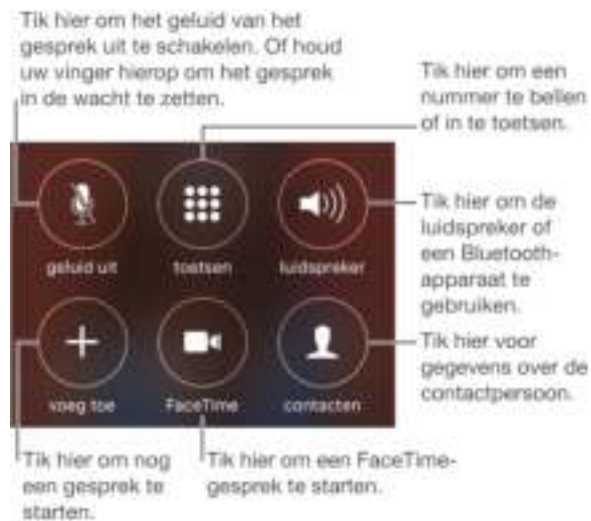 Tik hier om het geluid van het
gesprek uit te schakelen. Of houd
uw vinger hierop om het gesprek
in de wacht te zetten.
Tik hier om een
nummer te bellen
of in te toetsen.
geluid uit
toetsen
luidspreker
Tik hier om de
luidspreker of
een Bluetooth-
apparaat te
gebruiken.
voeg toe
FaceTime
contacten
Tik hier voor
gegevens over de
contactpersoon.
Tik hier om nog
een gesprek te
starten.
Tik hier om een FaceTime-
gesprek te starten.